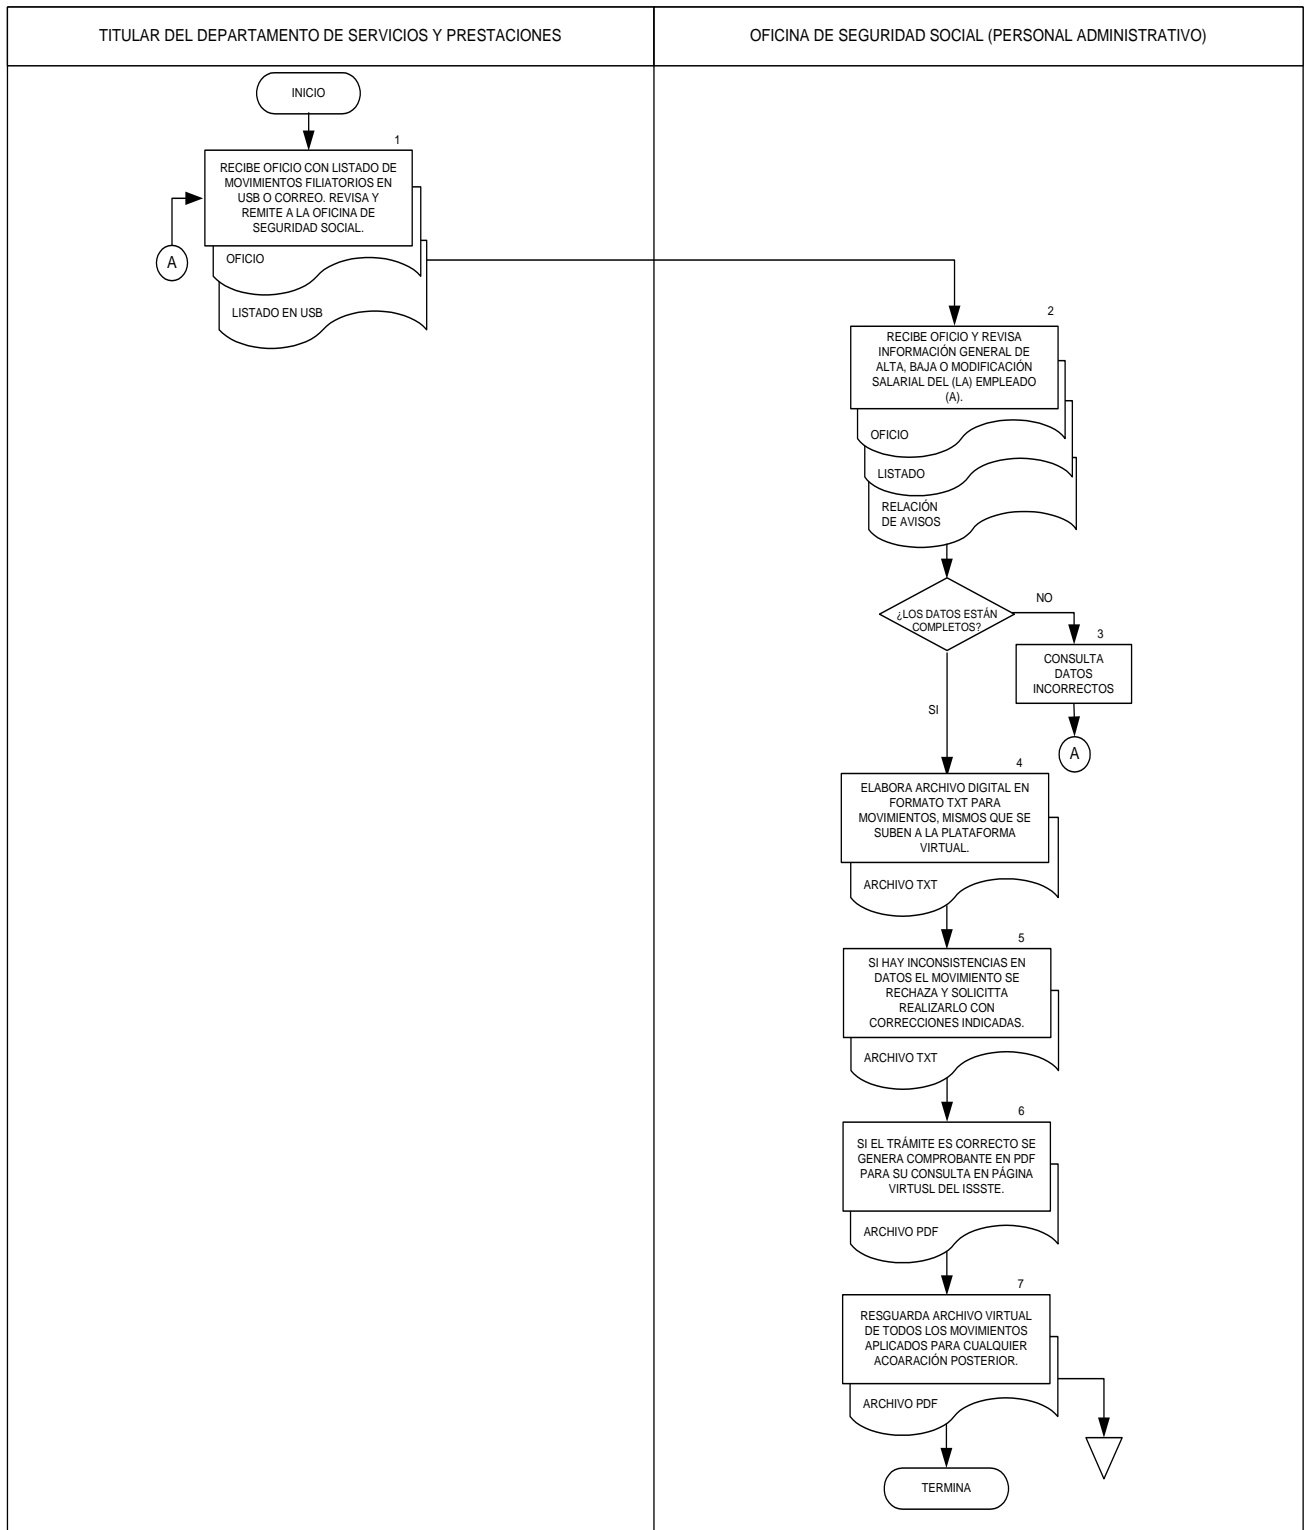 TITULAR DEL DEPARTAMENTO DE SERVICIOS Y PRESTACIONES
OFICINA DE SEGURIDAD SOCIAL (PERSONAL ADMINISTRATIVO)
INICIO
1
RECIBE OFICIO CON LISTADO DE
MOVIMIENTOS FILIATORIOS EN
USB O CORREO. REVISA Y
REMITE A LA OFICINA DE
SEGURIDAD SOCIAL.
A
OFICIO
LISTADO EN USB
2
RECIBE OFICIO Y REVISA
INFORMACIÓN GENERAL DE
ALTA, BAJA O MODIFICACIÓN
SALARIAL DEL (LA) EMPLEADO
(A).
OFICIO
LISTADO
RELACIÓN
DE AVISOS
¿LOS DATOS ESTÁN
COMPLETOS?
NO
3
CONSULTA
DATOS
INCORRECTOS
A
SI
4
ELABORA ARCHIVO DIGITAL EN
FORMATO TXT PARA
MOVIMIENTOS, MISMOS QUE SE
SUBEN A LA PLATAFORMA
VIRTUAL.
ARCHIVO TXT
5
SI HAY INCONSISTENCIAS EN
DATOS EL MOVIMIENTO SE
RECHAZA Y SOLICITTA
REALIZARLO CON
CORRECCIONES INDICADAS.
ARCHIVO TXT
6
SI EL TRÁMITE ES CORRECTO SE
GENERA COMPROBANTE EN PDF
PARA SU CONSULTA EN PÁGINA
VIRTUSL DEL ISSSTE.
ARCHIVO PDF
7
RESGUARDA ARCHIVO VIRTUAL
DE TODOS LOS MOVIMIENTOS
APLICADOS PARA CUALQUIER
ACOARACIÓN POSTERIOR.
ARCHIVO PDF
TERMINA